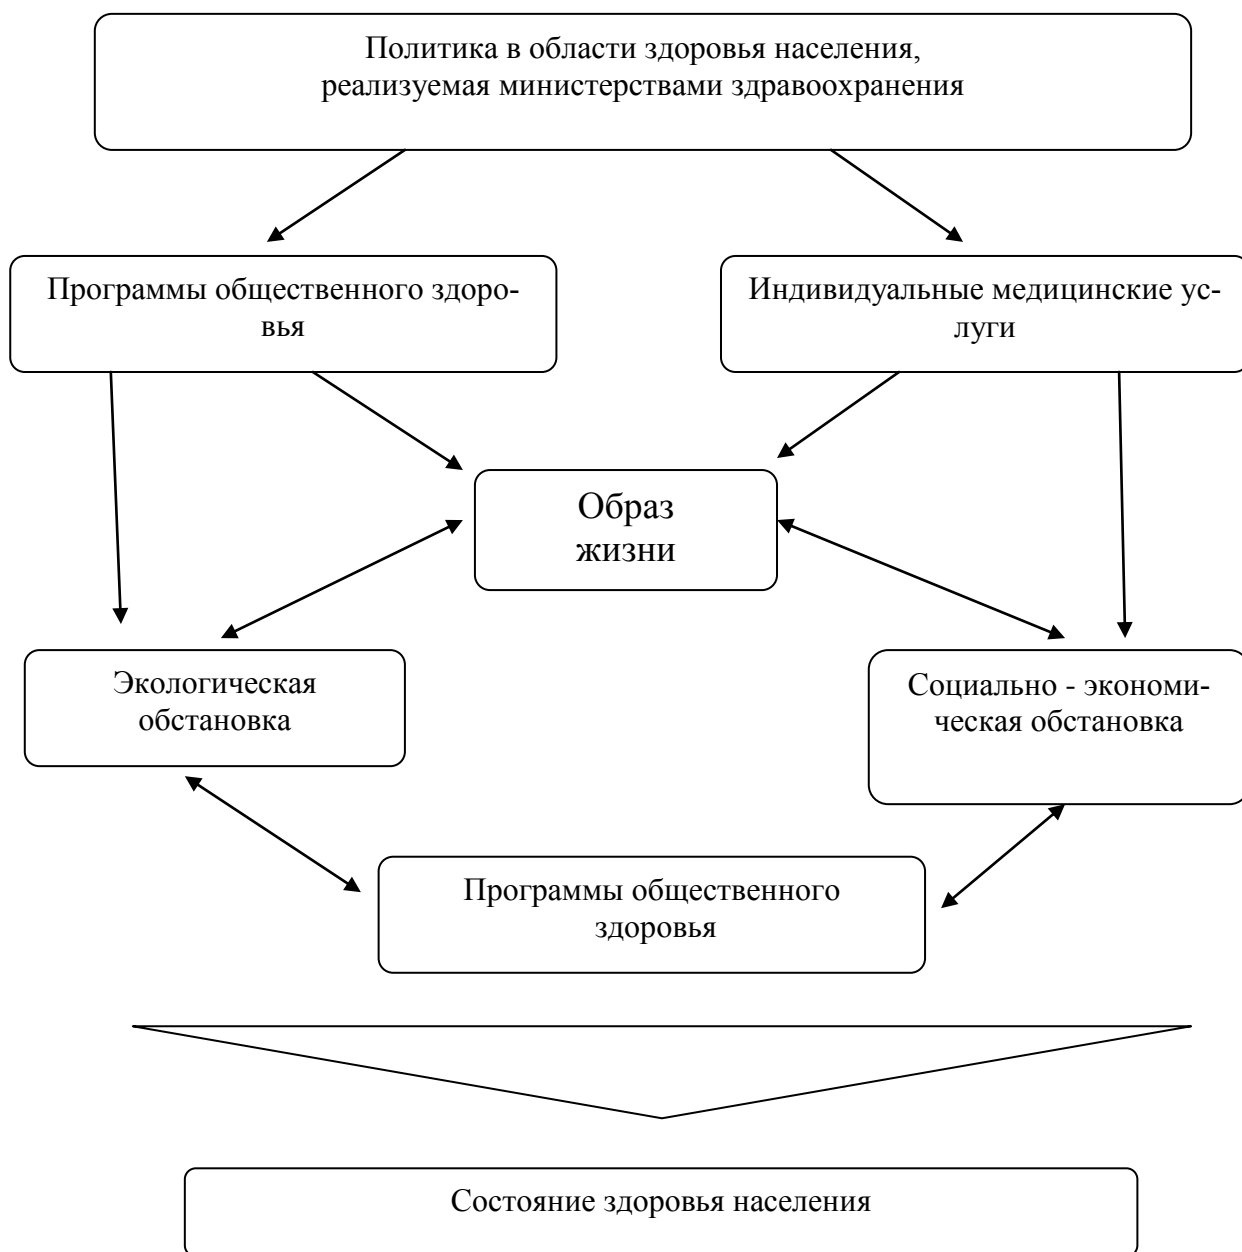 Политика в области здоровья населения,
реализуемая министерствами здравоохранения
Программы общественного здоро-
вья
Индивидуальные медицинские ус-
луги
Образ
жизни
Экологическая
обстановка
Социально - экономи-
ческая обстановка
Программы общественного
здоровья
Состояние здоровья населения